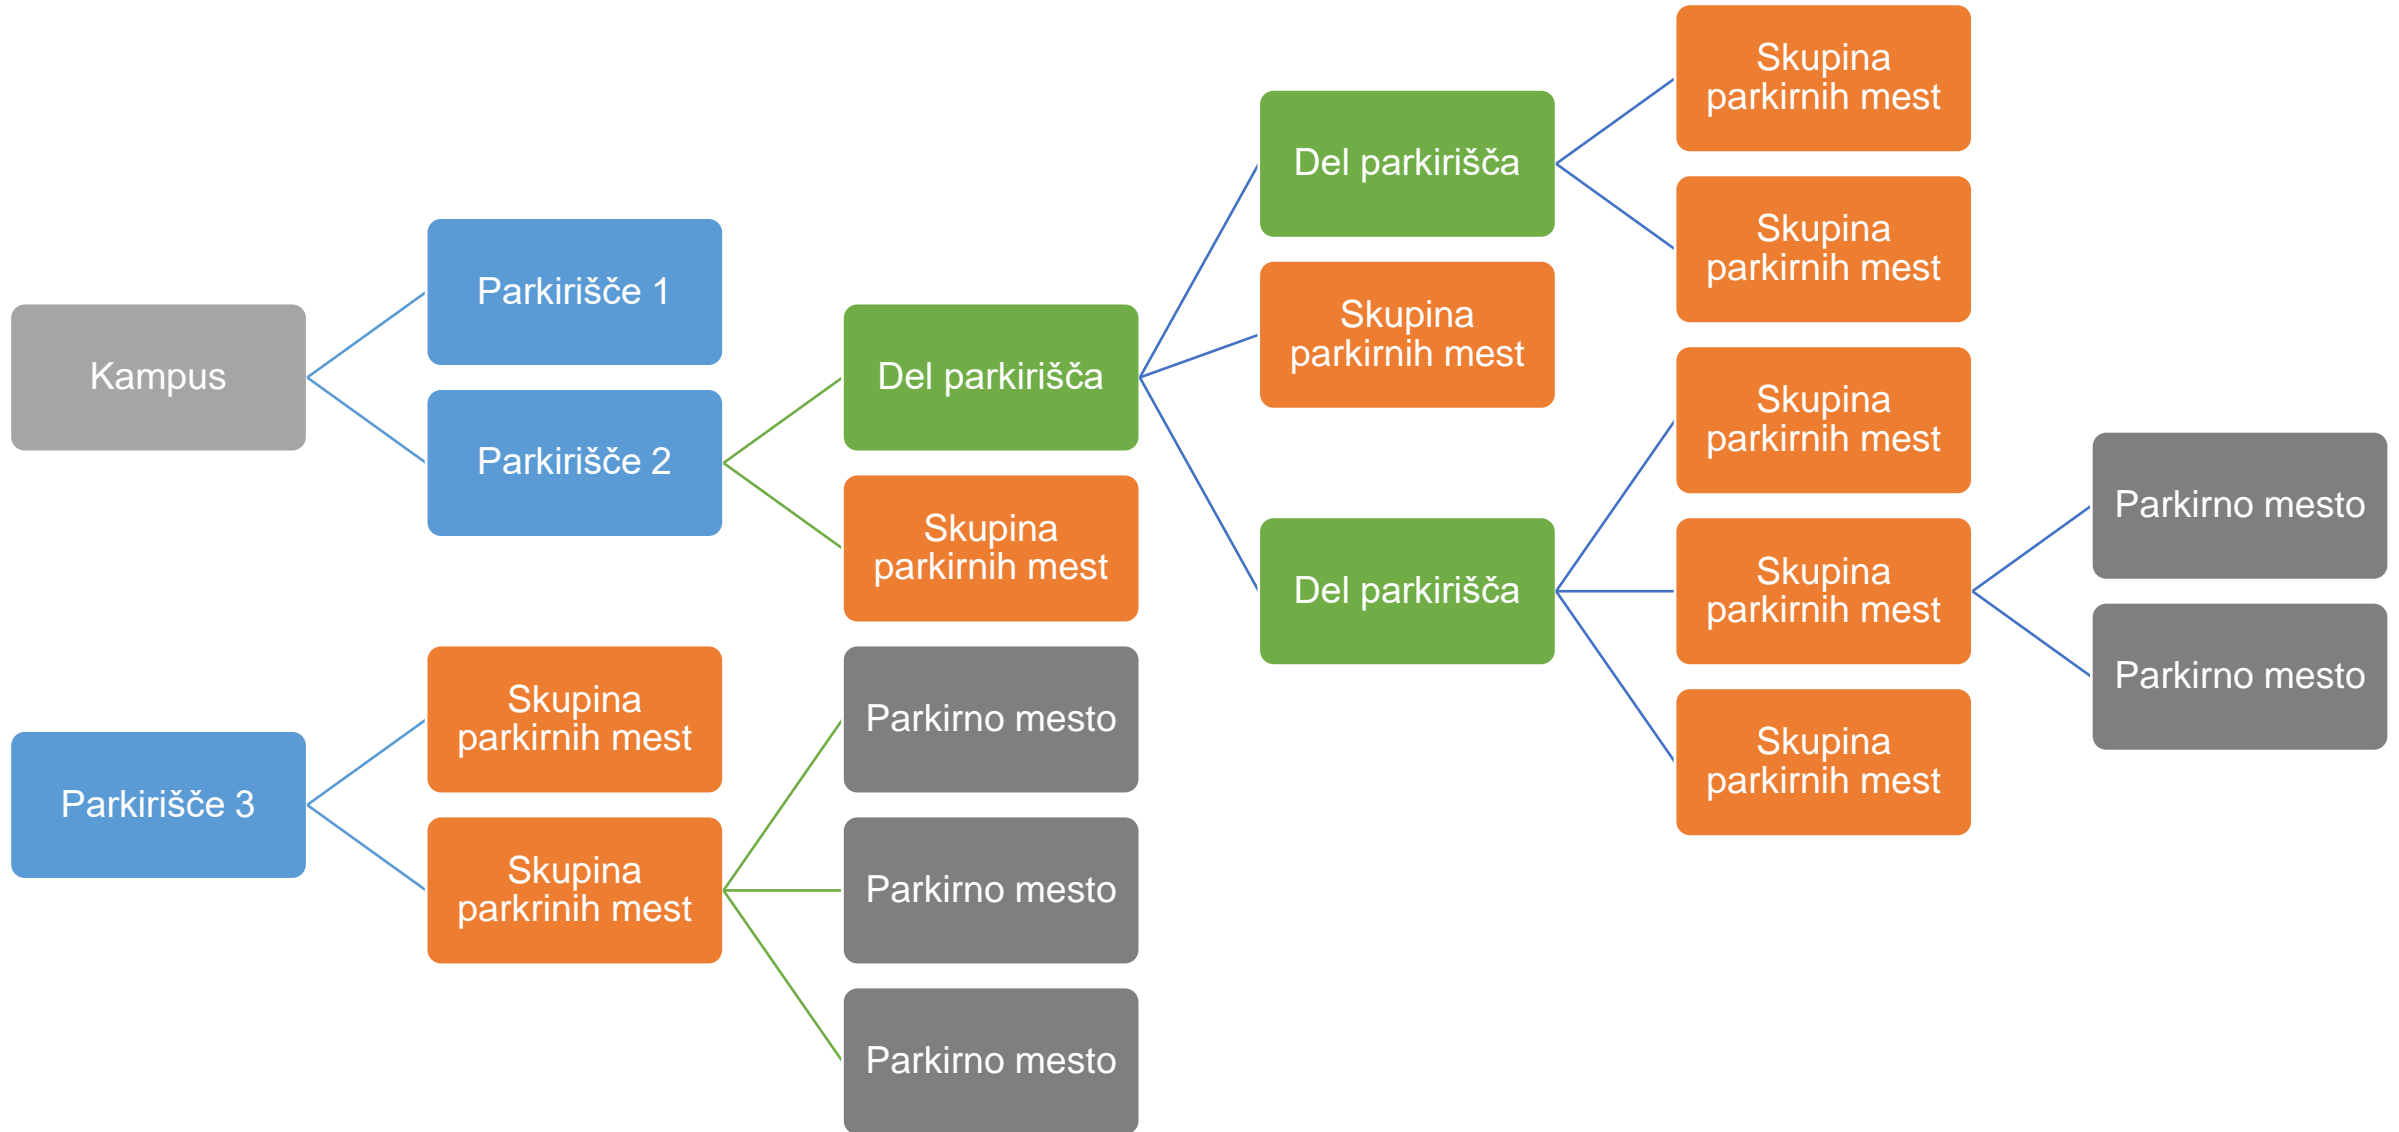 Kampus
Parkirišče 1
Parkirišče 2
Del parkirišča
Skupina
parkirnih mest
Del parkirišča
Skupina
parkirnih mest
Del parkirišča
Skupina
parkirnih mest
Skupina
parkirnih mest
Skupina
parkirnih mest
Skupina
parkirnih mest
Skupina
parkirnih mest
Parkirno mesto
Parkirno mesto
Parkirišče 3
Skupina
parkirnih mest
Skupina
parkrinih mest
Parkirno mesto
Parkirno mesto
Parkirno mesto